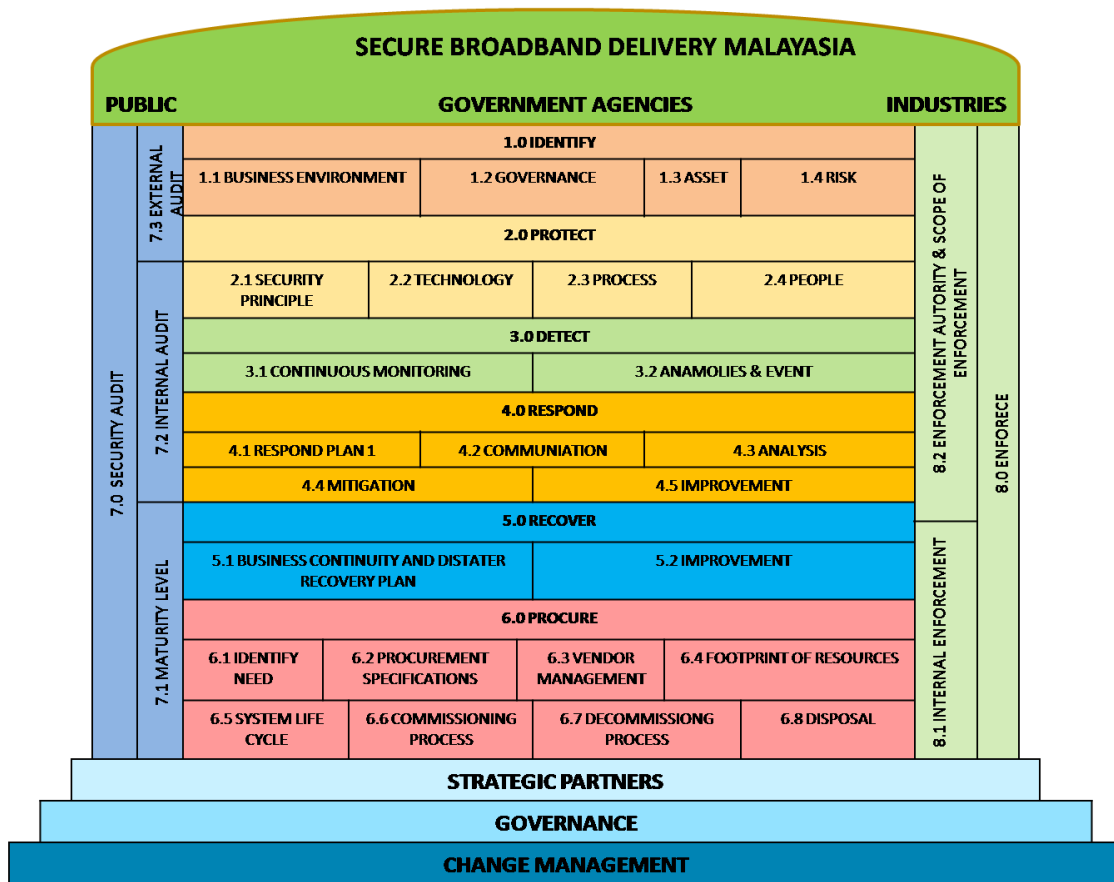 SECURE BROADBAND DELIVERY MALAYASIA
PUBLIC
GOVERNMENT AGENCIES
INDUSTRIES
7.0 SECURITY AUDIT
7.3 EXTERNAL
AUDIT
7.2 INTERNAL AUDIT
7.1 MATURITY LEVEL
1.0 IDENTIFY
1.1 BUSINESS ENVIRONMENT
1.2 GOVERNANCE
1.3 ASSET
1.4 RISK
2.0 PROTECT
2.1 SECURITY
PRINCIPLE
2.2 TECHNOLOGY
2.3 PROCESS
2.4 PEOPLE
3.0 DETECT
3.1 CONTINUOUS MONITORING
3.2 ANAMOLIES & EVENT
4.0 RESPOND
4.1 RESPOND PLAN 1
4.2 COMMUNIATION
4.3 ANALYSIS
4.4 MITIGATION
4.5 IMPROVEMENT
5.0 RECOVER
5.1 BUSINESS CONTINUITY AND DISTATER
RECOVERY PLAN
5.2 IMPROVEMENT
6.0 PROCURE
6.1 IDENTIFY
NEED
6.2 PROCUREMENT
SPECIFICATIONS
6.3 VENDOR
MANAGEMENT
6.4 FOOTPRINT OF RESOURCES
6.5 SYSTEM LIFE
CYCLE
6.6 COMMISSIONING
PROCESS
6.7 DECOMMISSIONG
PROCESS
6.8 DISPOSAL
8.2 ENFORCEMENT AUTORITY & SCOPE OF
ENFORCEMENT
8.1 INTERNAL ENFORCEMENT
8.0 ENFORECE
STRATEGIC PARTNERS
GOVERNANCE
CHANGE MANAGEMENT